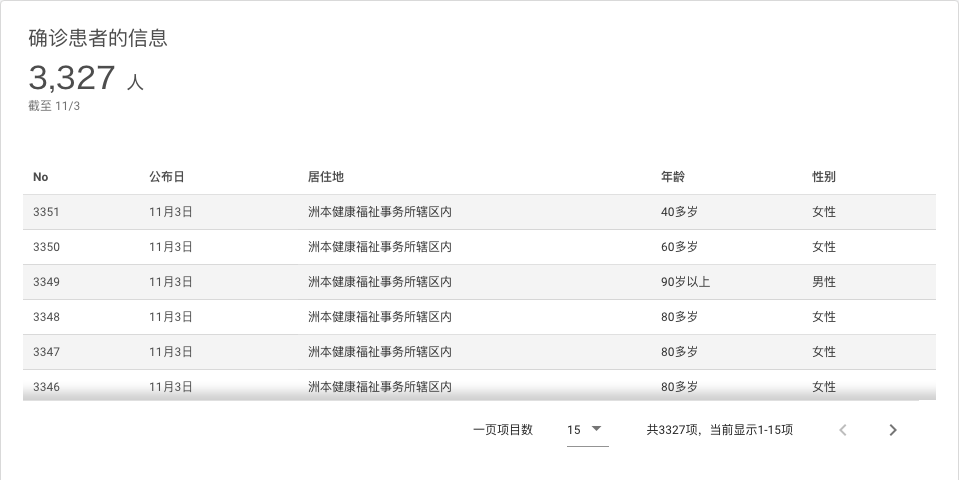 确诊患者的信息
3,327 人
截至 11/3
No 公布日 居住地 年龄 性别
3351 11月3日 洲本健康福祉事务所辖区内 40多岁 女性
3350 11月3日 洲本健康福祉事务所辖区内 60多岁 女性
3349 11月3日 洲本健康福祉事务所辖区内 90岁以上 男性
3348 11月3日 洲本健康福祉事务所辖区内 80多岁 女性
3347 11月3日 洲本健康福祉事务所辖区内 80多岁 女性
3346 11月3日 洲本健康福祉事务所辖区内 80多岁 女性
一页项目数 15 共3327项，当前显示1-15项